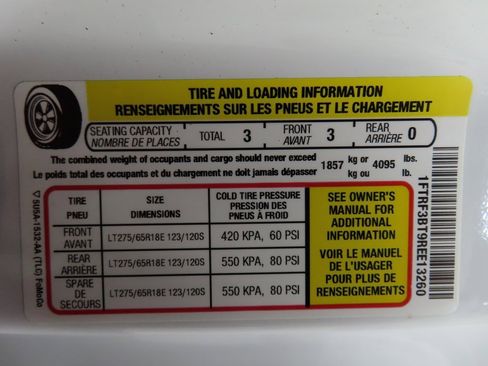 TIRE AND LOADING INFORMATION
RENSEIGNEMENTS SUR LES PNEUS ET LE CHARGEMENT
SEATING CAPACITY
NOMBRE DE PLACES
TOTAL 3
FRONT
AVANT 3
REAR
ARRIÈRE 0
The combined weight of occupants and cargo should never exceed 1857 kg or 4095 lbs.
Le poids total des occupants et du chargement ne doit jamais dépasser kg ou lb.
TIRE
PNEU
SIZE
DIMENSIONS
COLD TIRE PRESSURE
PRESSION DES
PNEUS À FROID
FRONT
AVANT
LT275/65R18E 123/120S
420 KPA, 60 PSI
REAR
ARRIÈRE
LT275/65R18E 123/120S
550 KPA, 80 PSI
SPARE
DE
SECOURS
LT275/65R18E 123/120S
550 KPA, 80 PSI
SEE OWNER'S
MANUAL FOR
ADDITIONAL
INFORMATION
VOIR LE MANUEL
DE L'USAGER
POUR PLUS DE
RENSEIGNEMENTS
1FTRF3BT9REE13260
5U5A-1532-AA (TLG) FoMoCo